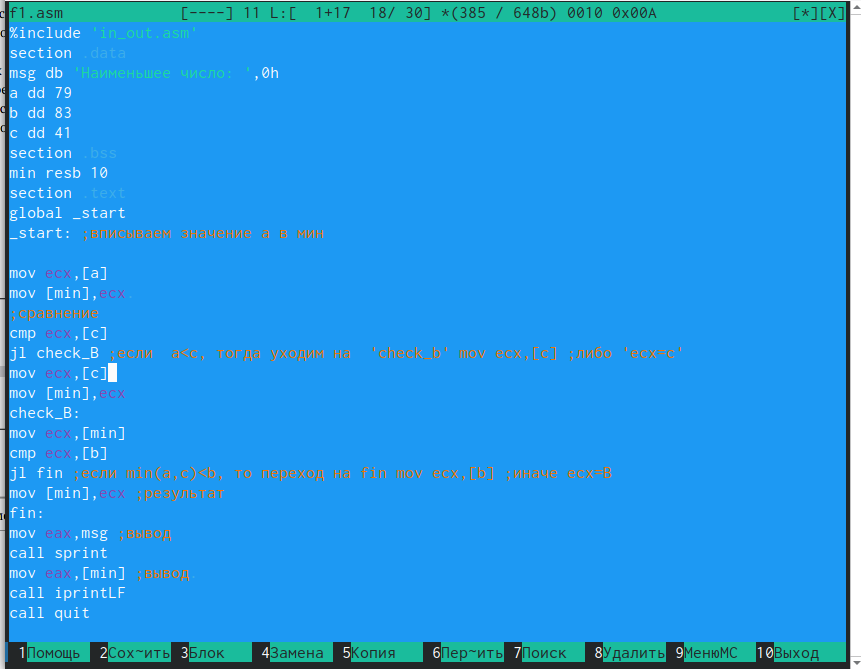 f1.asm [----] 11 L:[ 1+17 18/ 30] *(385 / 648b) 0010 0x00A [*][X]
%include 'in_out.asm'
section .data
msg db 'Наименьшее число: ',0h
a dd 79
b dd 83
c dd 41
section .bss
min resb 10
section .text
global _start
_start: ;вписываем значение а в мин
mov ecx,[a]
mov [min],ecx
;сравнение
cmp ecx,[c]
jl check_B ;если a<c, тогда уходим на 'check_b' mov ecx,[c] ;либо 'ecx=c'
mov ecx,[c]
mov [min],ecx
check_B:
mov ecx,[min]
cmp ecx,[b]
jl fin ;если min(a,c)<b, то переход на fin mov ecx,[b] ;иначе ecx=B
mov [min],ecx ;результат
fin:
mov eax,msg ;вывод
call sprint
mov eax,[min] ;вывод
call iprintLF
call quit
1Помощь 2Сох~ить 3Блок 4Замена 5Копия 6Пер~ить 7Поиск 8Удалить 9МенюMC 10Выход